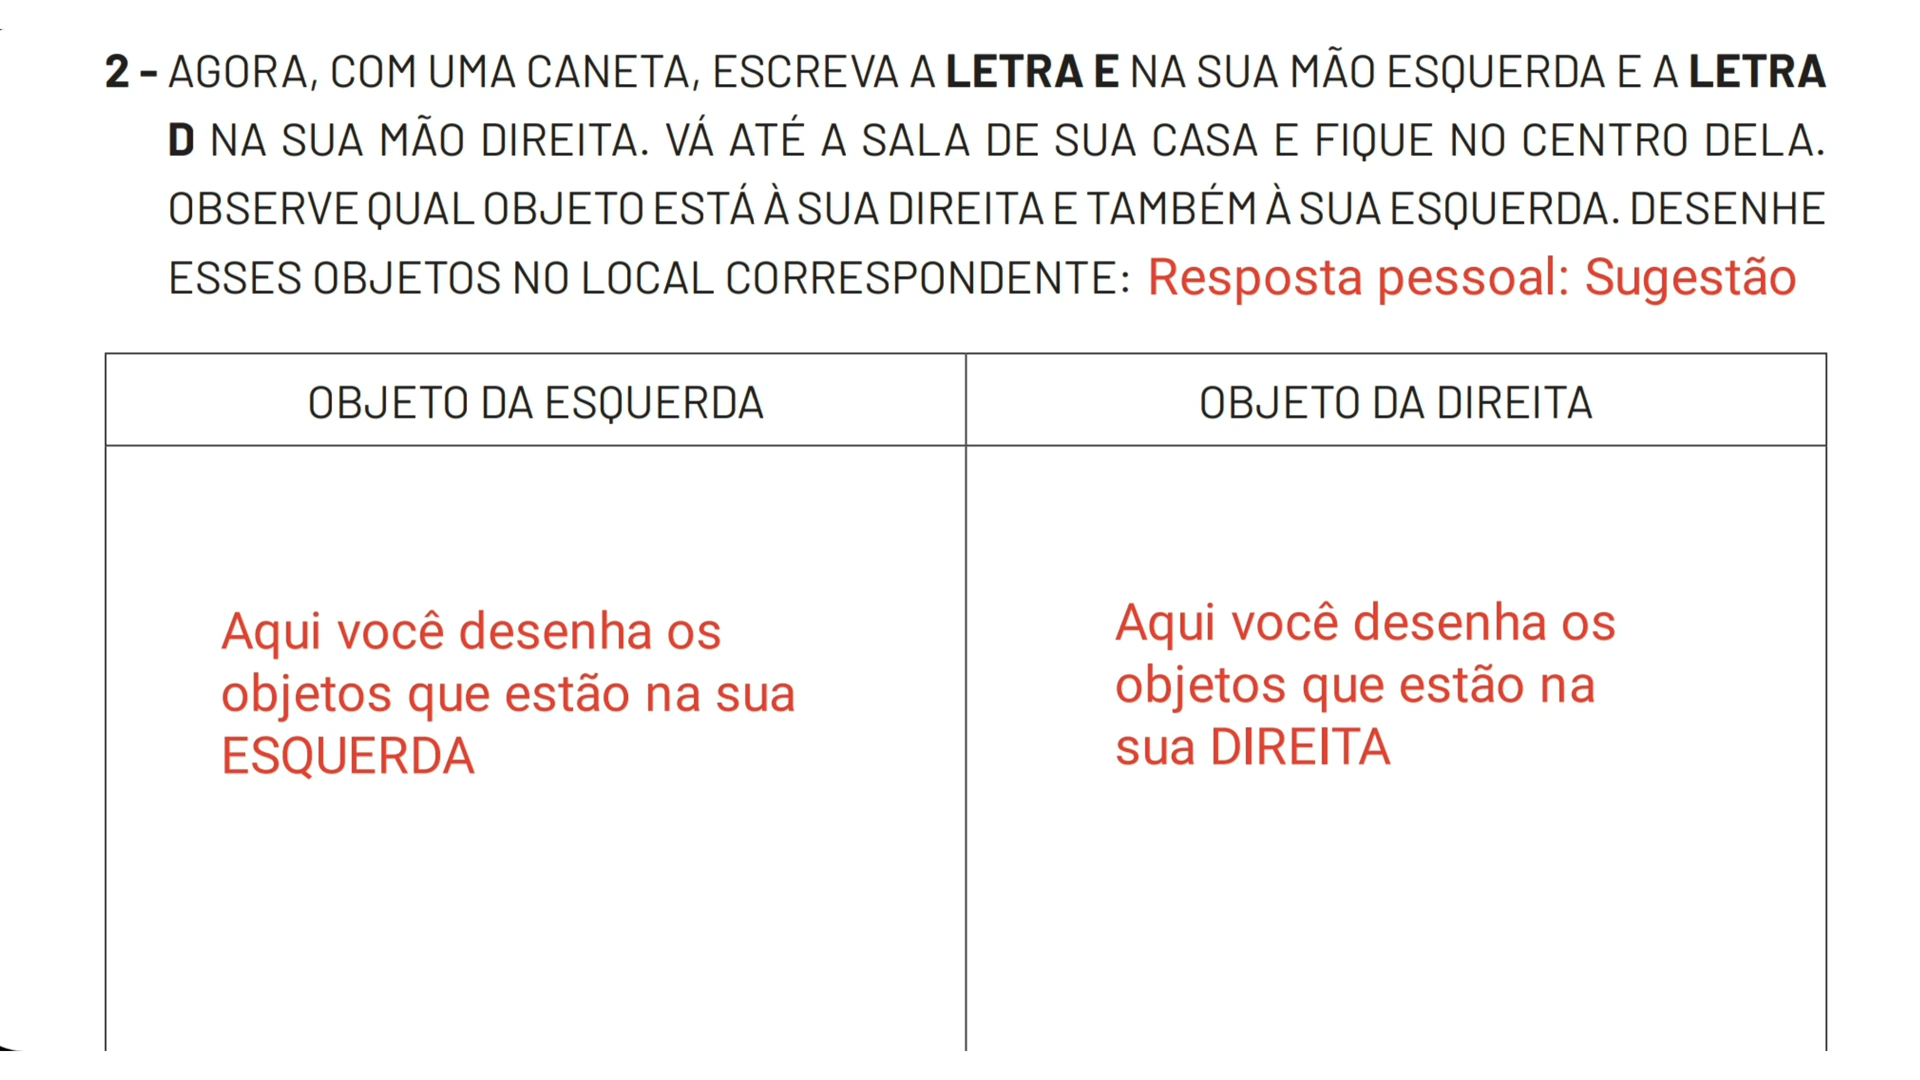 2 - AGORA, COM UMA CANETA, ESCREVA A LETRA E NA SUA MÃO ESQUERDA E A LETRA
D NA SUA MÃO DIREITA. VÁ ATÉ A SALA DE SUA CASA E FIQUE NO CENTRO DELA.
OBSERVE QUAL OBJETO ESTÁ À SUA DIREITA E TAMBÉM À SUA ESQUERDA. DESENHE
ESSES OBJETOS NO LOCAL CORRESPONDENTE: Resposta pessoal: Sugestão
OBJETO DA ESQUERDA
OBJETO DA DIREITA
Aqui você desenha os
objetos que estão na sua
ESQUERDA
Aqui você desenha os
objetos que estão na
sua DIREITA